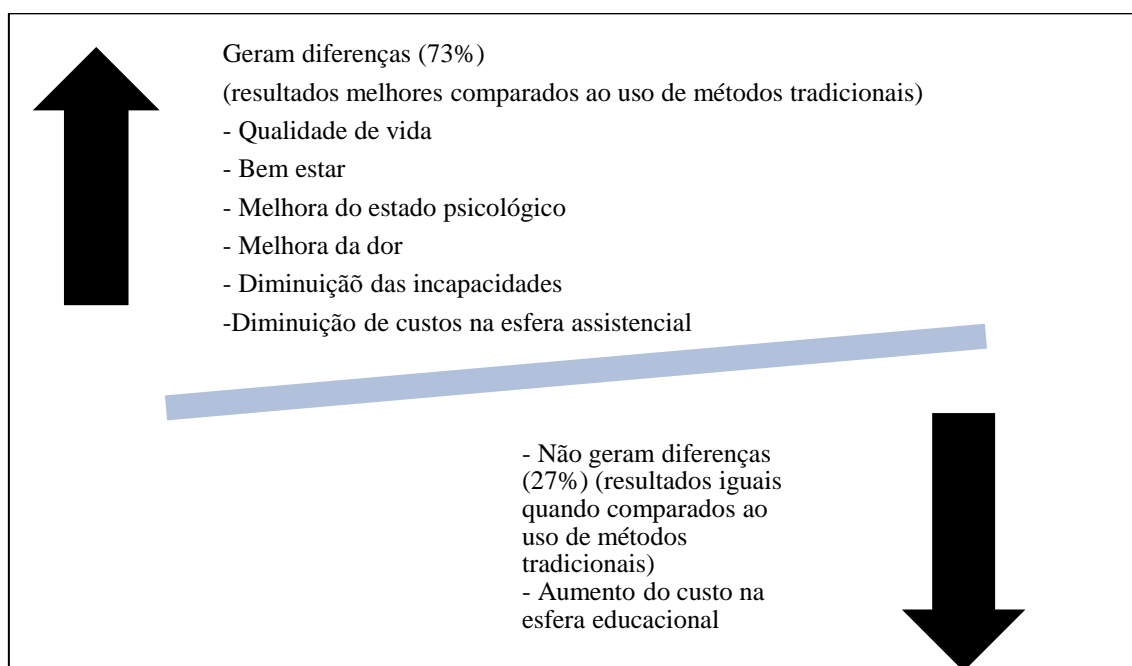 Geram diferenças (73%)
(resultados melhores comparados ao uso de métodos tradicionais)
- Qualidade de vida
- Bem estar
- Melhora do estado psicológico
- Melhora da dor
- Diminuiçãõ das incapacidades
-Diminuição de custos na esfera assistencial
- Não geram diferenças
(27%) (resultados iguais
quando comparados ao
uso de métodos
tradicionais)
- Aumento do custo na
esfera educacional